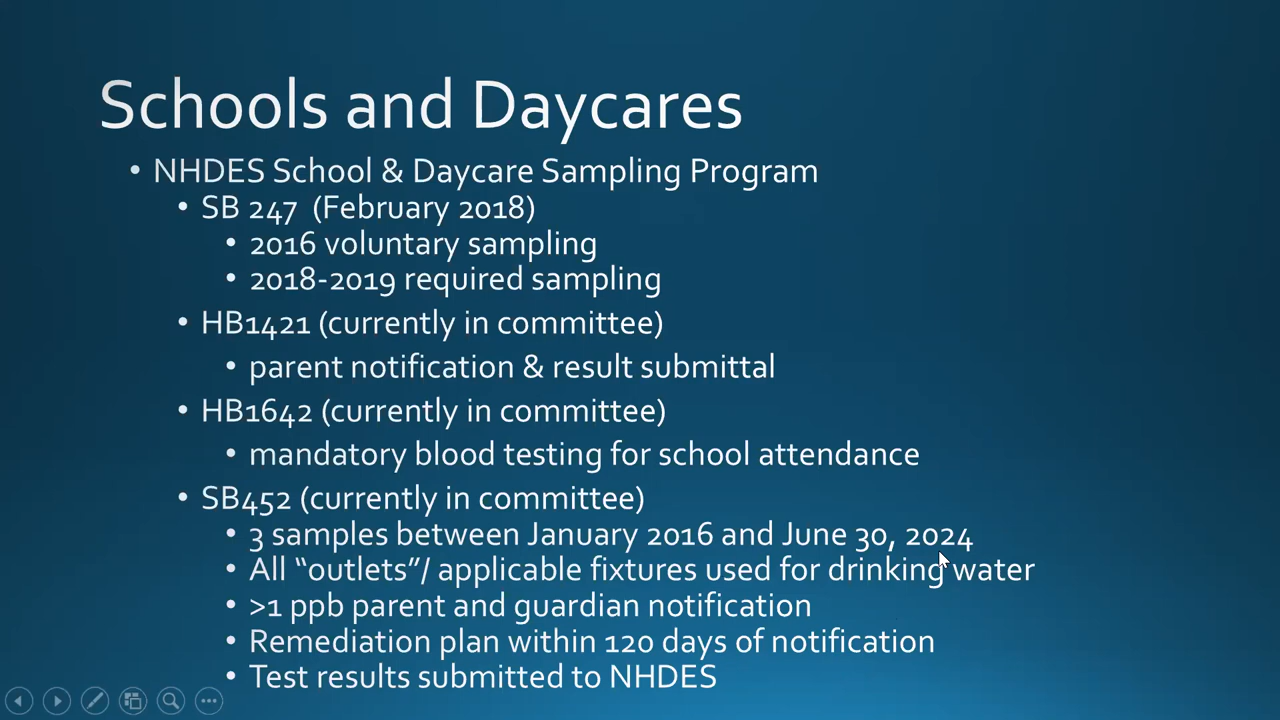 Schools and Daycares
• NHDES School & Daycare Sampling Program
• SB 247 (February 2018)
• 2016 voluntary sampling
• 2018-2019 required sampling
• HB1421 (currently in committee)
• parent notification & result submittal
• HB1642 (currently in committee)
• mandatory blood testing for school attendance
• SB452 (currently in committee)
• 3 samples between January 2016 and June 30, 2024
• All “outlets”/ applicable fixtures used for drinking water
• >1 ppb parent and guardian notification
• Remediation plan within 120 days of notification
• Test results submitted to NHDES